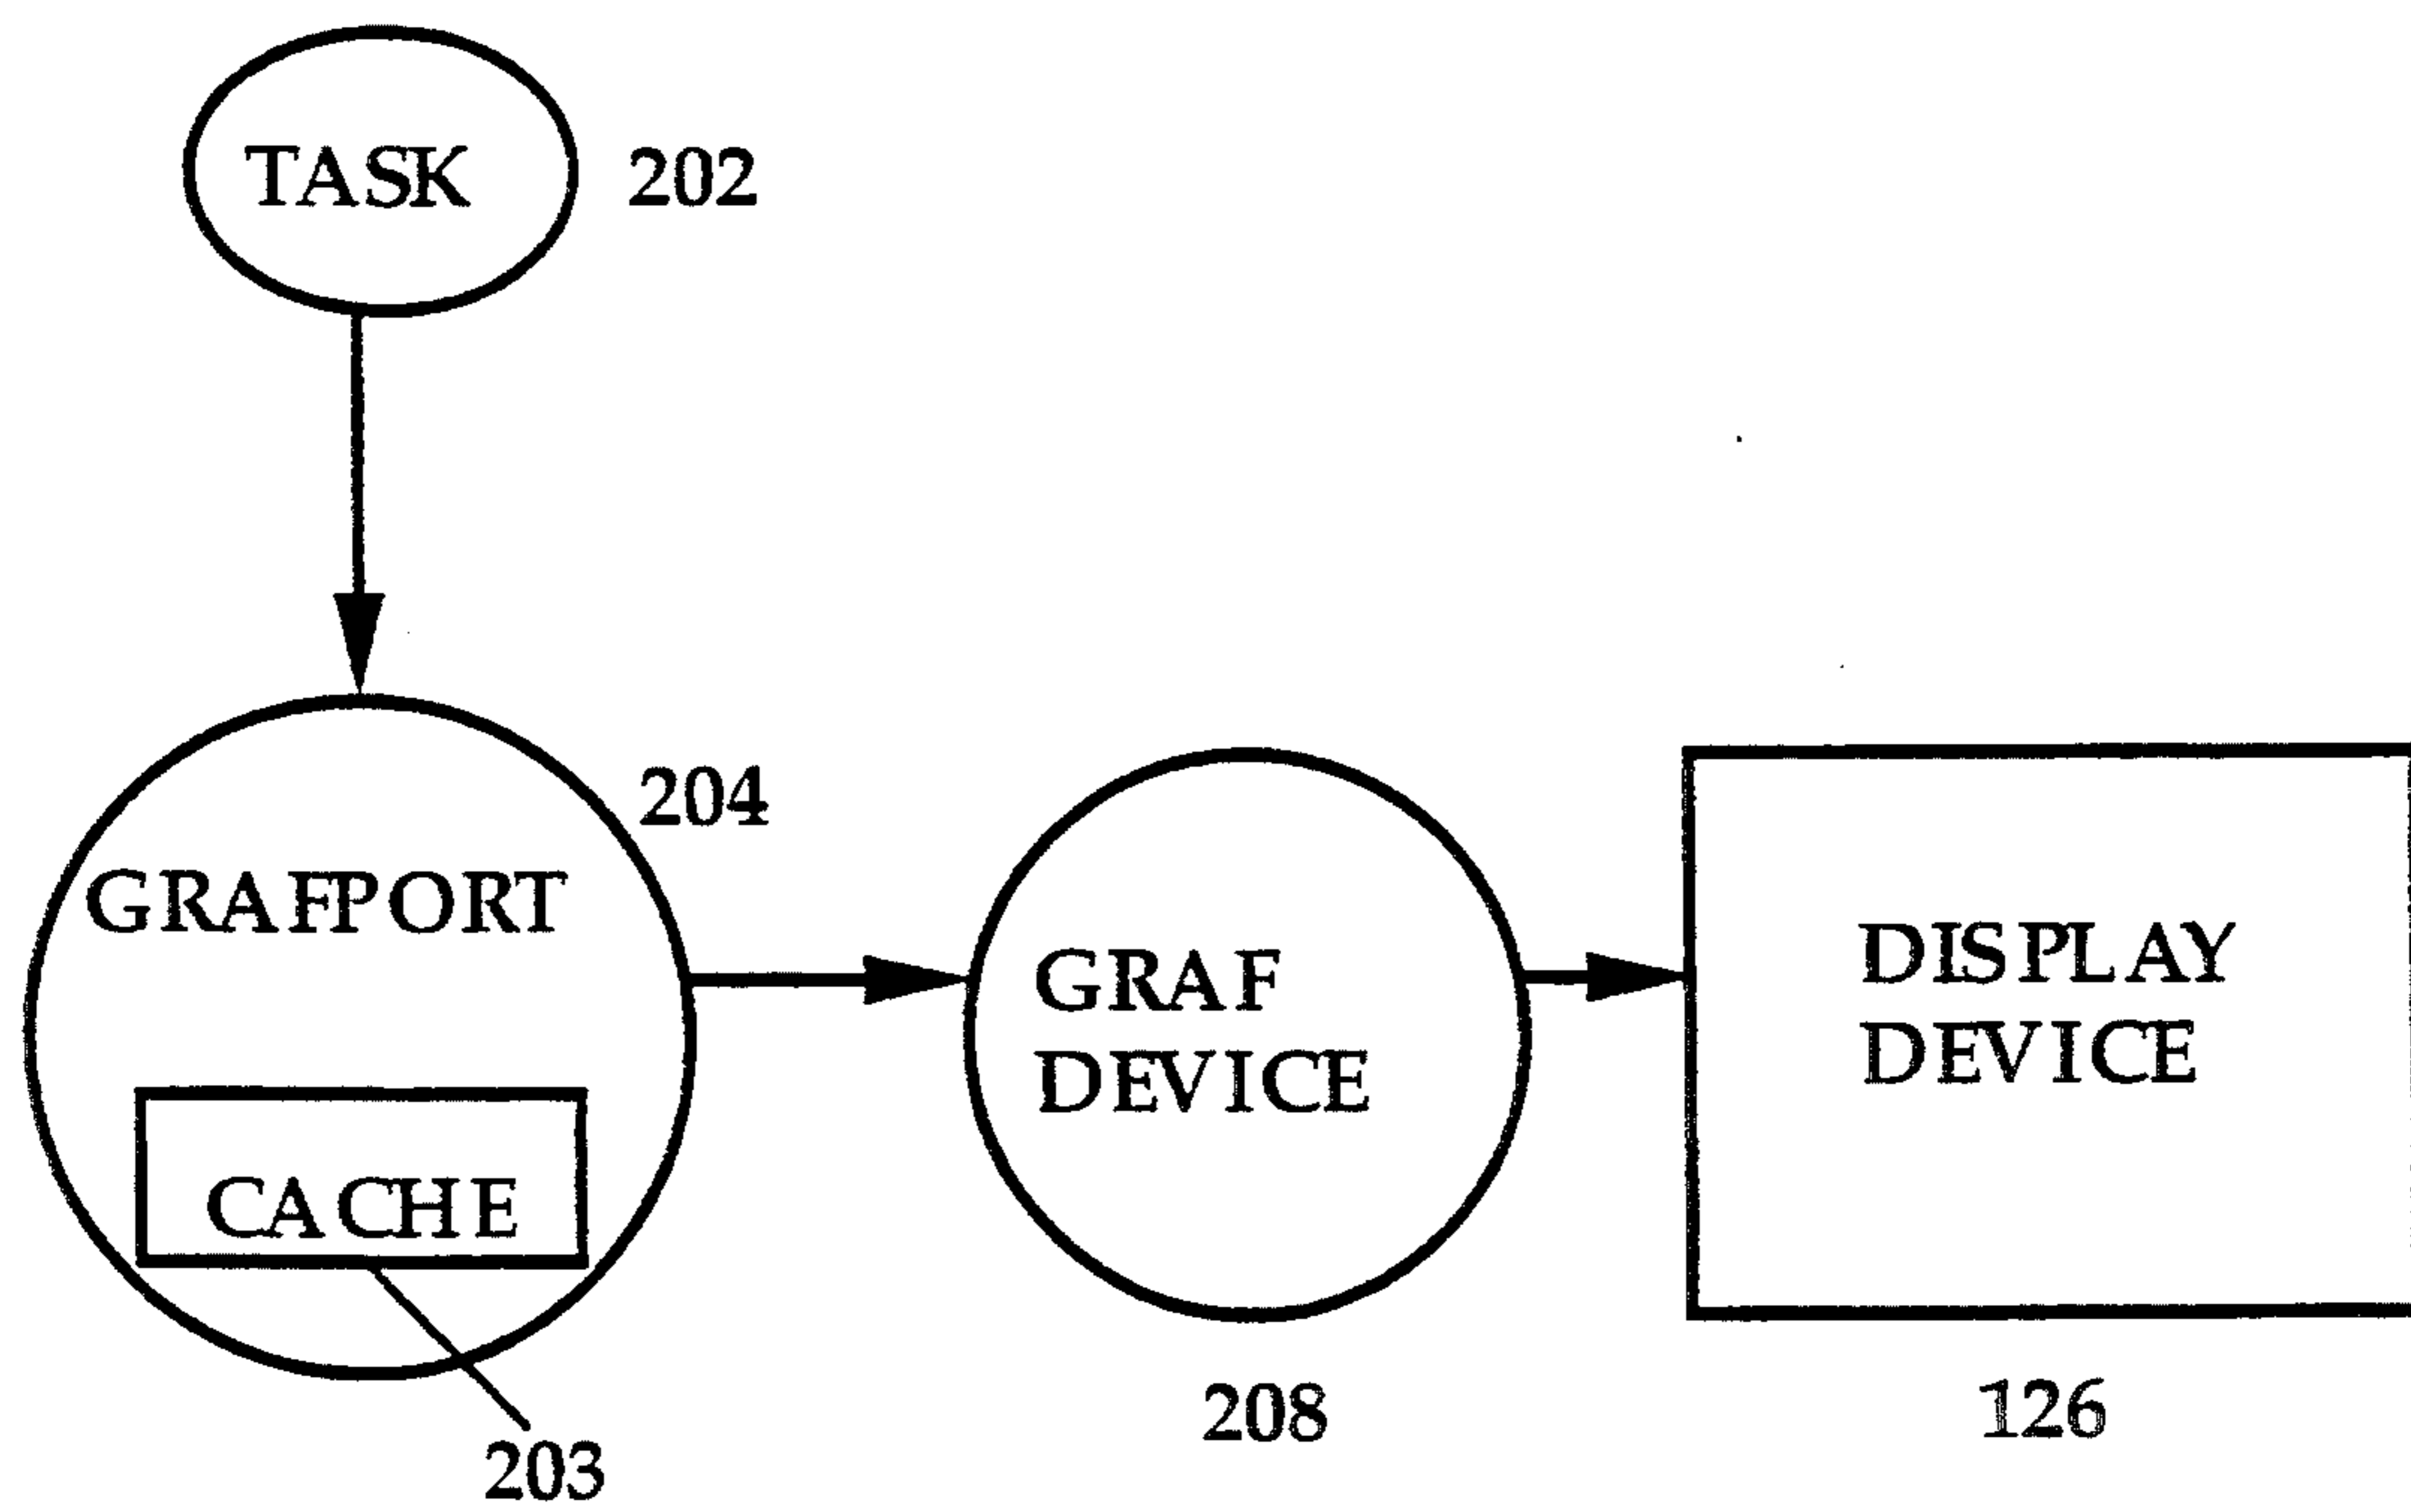 TASK
202
204
GRAFPORT
CACHE
203
GRAF
DEVICE
208
DISPLAY
DEVICE
126